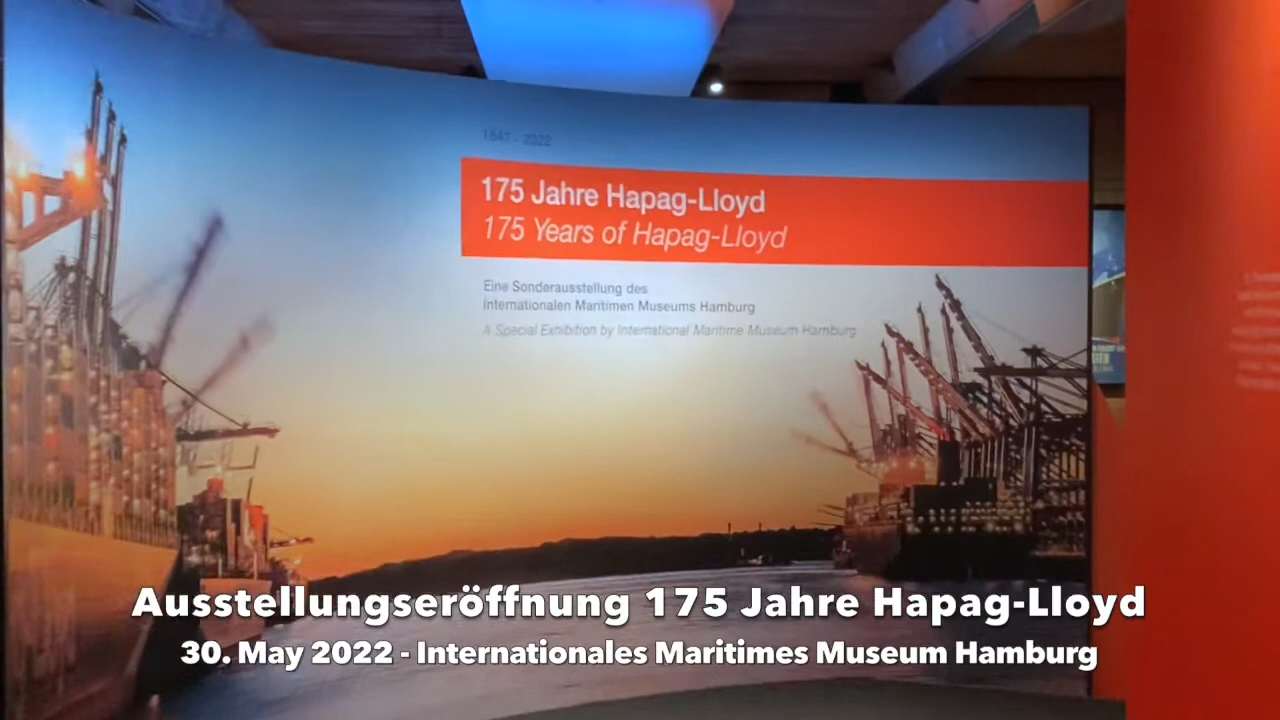 1847 - 2022
175 Jahre Hapag-Lloyd
175 Years of Hapag-Lloyd
Eine Sonderausstellung des
Internationalen Maritimen Museums Hamburg
A Special Exhibition by International Maritime Museum Hamburg
Ausstellungseröffnung 175 Jahre Hapag-Lloyd
30. May 2022 - Internationales Maritimes Museum Hamburg